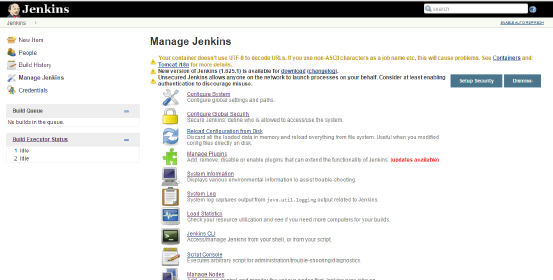 Jenkins
search
Jenkins
ENABLE AUTO REFRESH
New Item
People
Build History
Manage Jenkins
Credentials
Build Queue
No builds in the queue.
Build Executor Status
1 Idle
2 Idle
Manage Jenkins
Your container doesn't use UTF-8 to decode URLs. If you use non-ASCII characters as a job name etc, this will cause problems. See Containers and
Tomcat i18n for more details.
New version of Jenkins (1.625.1) is available for download (changelog).
Unsecured Jenkins allows anyone on the network to launch processes on your behalf. Consider at least enabling
authentication to discourage misuse.
Setup Security
Dismiss
Configure System
Configure global settings and paths.
Configure Global Security
Secure Jenkins; define who is allowed to access/use the system.
Reload Configuration from Disk
Discard all the loaded data in memory and reload everything from file system. Useful when you modified
config files directly on disk.
Manage Plugins
Add, remove, disable or enable plugins that can extend the functionality of Jenkins. (updates available)
System Information
Displays various environmental information to assist trouble-shooting.
System Log
System log captures output from java.util.logging output related to Jenkins.
Load Statistics
Check your resource utilization and see if you need more computers for your builds.
Jenkins CLI
Access/manage Jenkins from your shell, or from your script.
Script Console
Executes arbitrary script for administration/trouble-shooting/diagnostics.
Manage Nodes